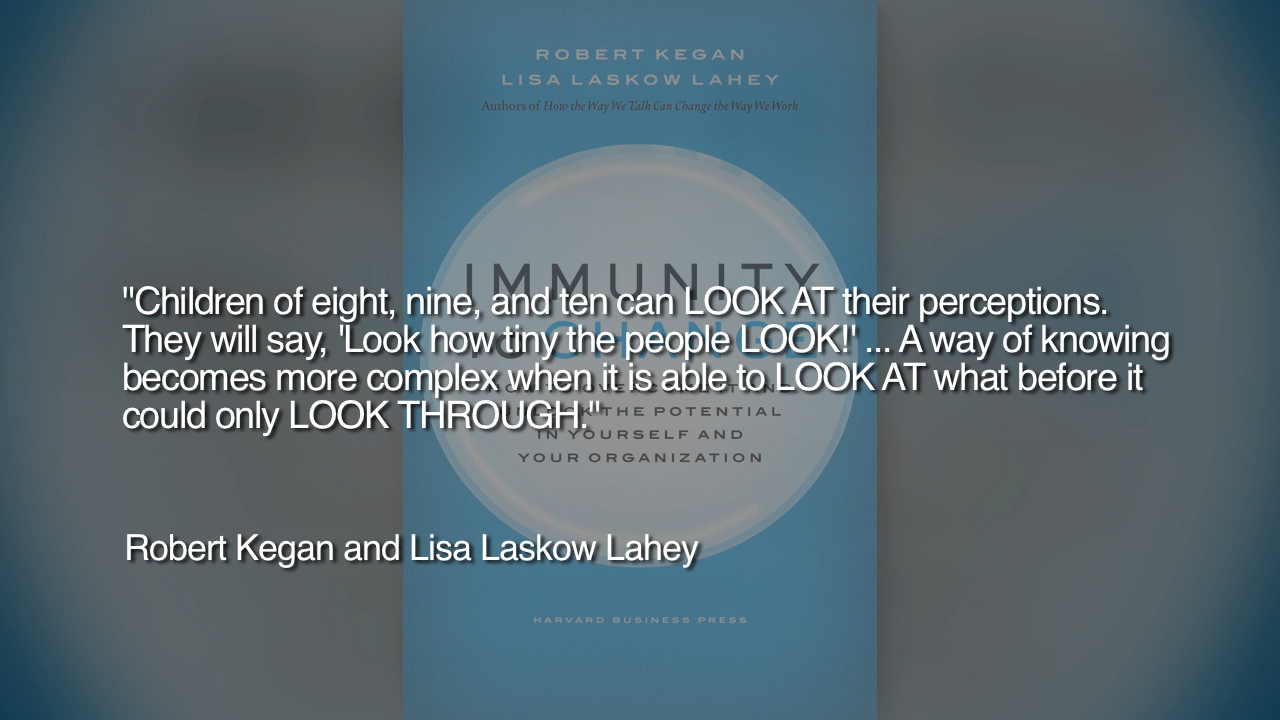 ROBERT KEGAN
LISA LASKOW LAHEY
Authors of How the Way We Talk Can Change the Way We Work
IMMUNITY
"Children of eight, nine, and ten can LOOK AT their perceptions.
TO CHANGE
They will say, 'Look how tiny the people LOOK!' ... A way of knowing
becomes more complex when it is able to LOOK AT what before it
could only LOOK THROUGH."
THE POTENTIAL
IN YOURSELF AND
YOUR ORGANIZATION
Robert Kegan and Lisa Laskow Lahey
HARVARD BUSINESS PRESS